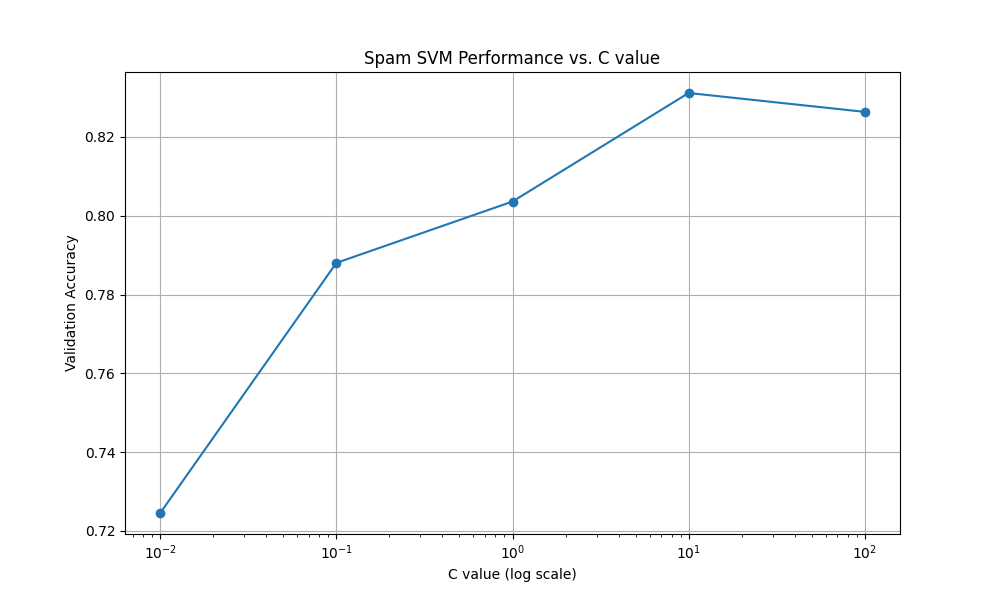 Spam SVM Performance vs. C value
Validation Accuracy
0.82
0.80
0.78
0.76
0.74
0.72
10⁻² 10⁻¹ 10⁰ 10¹ 10²
C value (log scale)